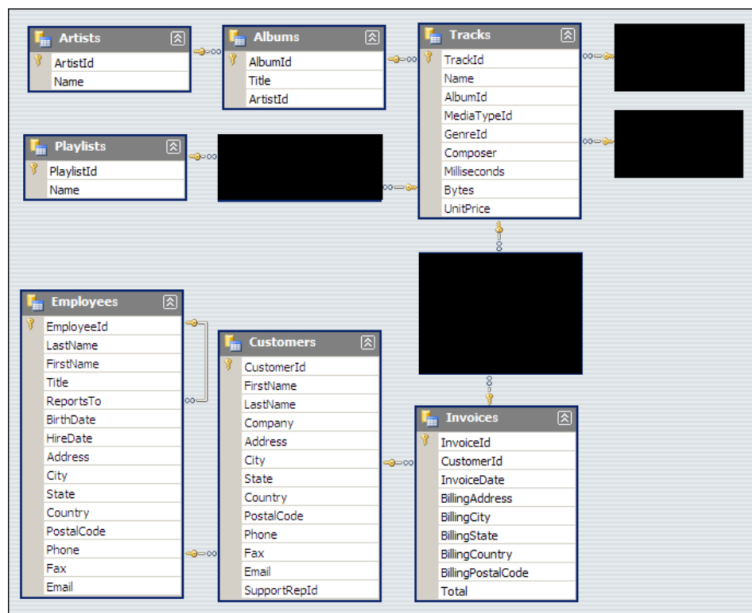 Artists
ArtistId
Name
Albums
AlbumId
Title
ArtistId
Tracks
TrackId
Name
AlbumId
MediaTypeId
GenreId
Composer
Milliseconds
Bytes
UnitPrice
Playlists
PlaylistId
Name
Employees
EmployeeId
LastName
FirstName
Title
ReportsTo
BirthDate
HireDate
Address
City
State
Country
PostalCode
Phone
Fax
Email
Customers
CustomerId
FirstName
LastName
Company
Address
City
State
Country
PostalCode
Phone
Fax
Email
SupportRepId
Invoices
InvoiceId
CustomerId
InvoiceDate
BillingAddress
BillingCity
BillingState
BillingCountry
BillingPostalCode
Total